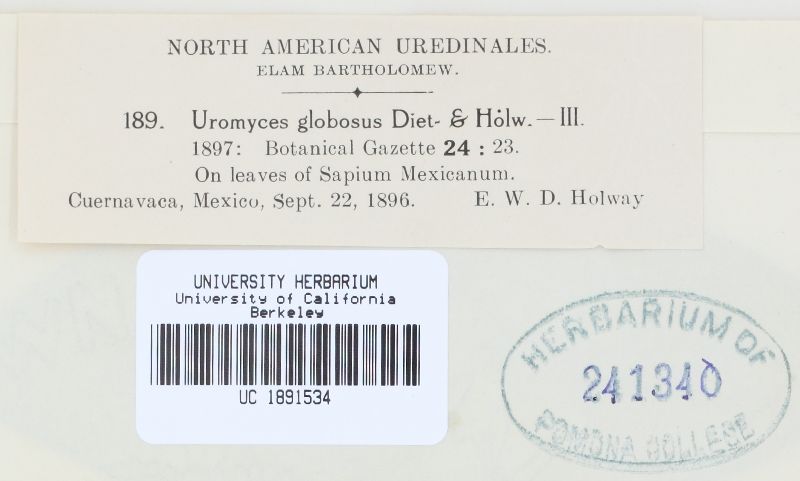 NORTH AMERICAN UREDINALES.
ELAM BARTHOLOMEW.
189. Uromyces globosus Diet- & Holw. — III.
1897: Botanical Gazette 24 : 23.
On leaves of Sapium Mexicanum.
Cuernavaca, Mexico, Sept. 22, 1896. E. W. D. Holway
UNIVERSITY HERBARIUM
University of California
Berkeley
UC 1891534
HERBARIUM OF
241340
POMONA COLLEGE